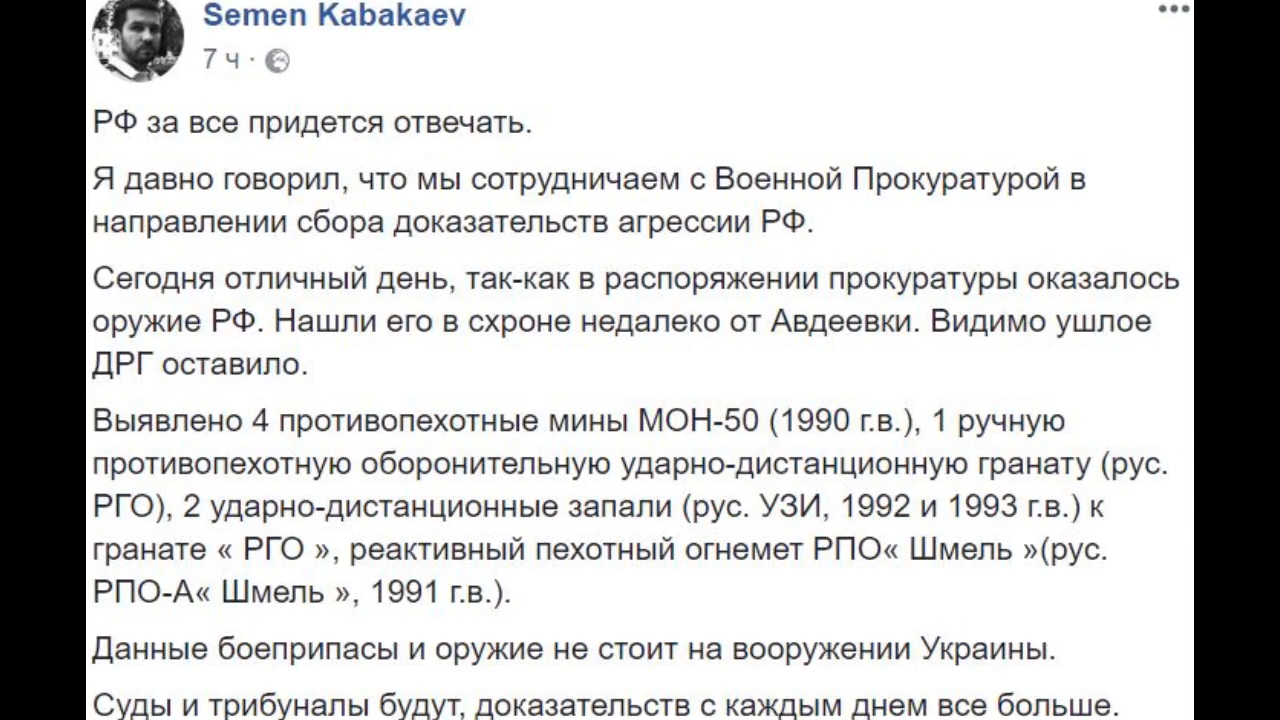 Semen Kabakaev
7 ч ·
РФ за все придется отвечать.
Я давно говорил, что мы сотрудничаем с Военной Прокуратурой в
направлении сбора доказательств агрессии РФ.
Сегодня отличный день, так-как в распоряжении прокуратуры оказалось
оружие РФ. Нашли его в схроне недалеко от Авдеевки. Видимо ушлое
ДРГ оставило.
Выявлено 4 противопехотные мины МОН-50 (1990 г.в.), 1 ручную
противопехотную оборонительную ударно-дистанционную гранату (рус.
РГО), 2 ударно-дистанционные запали (рус. УЗИ, 1992 и 1993 г.в.) к
гранате « РГО », реактивный пехотный огнемет РПО« Шмель »(рус.
РПО-А« Шмель », 1991 г.в.).
Данные боеприпасы и оружие не стоит на вооружении Украины.
Суды и трибуналы будут, доказательств с каждым днем все больше.